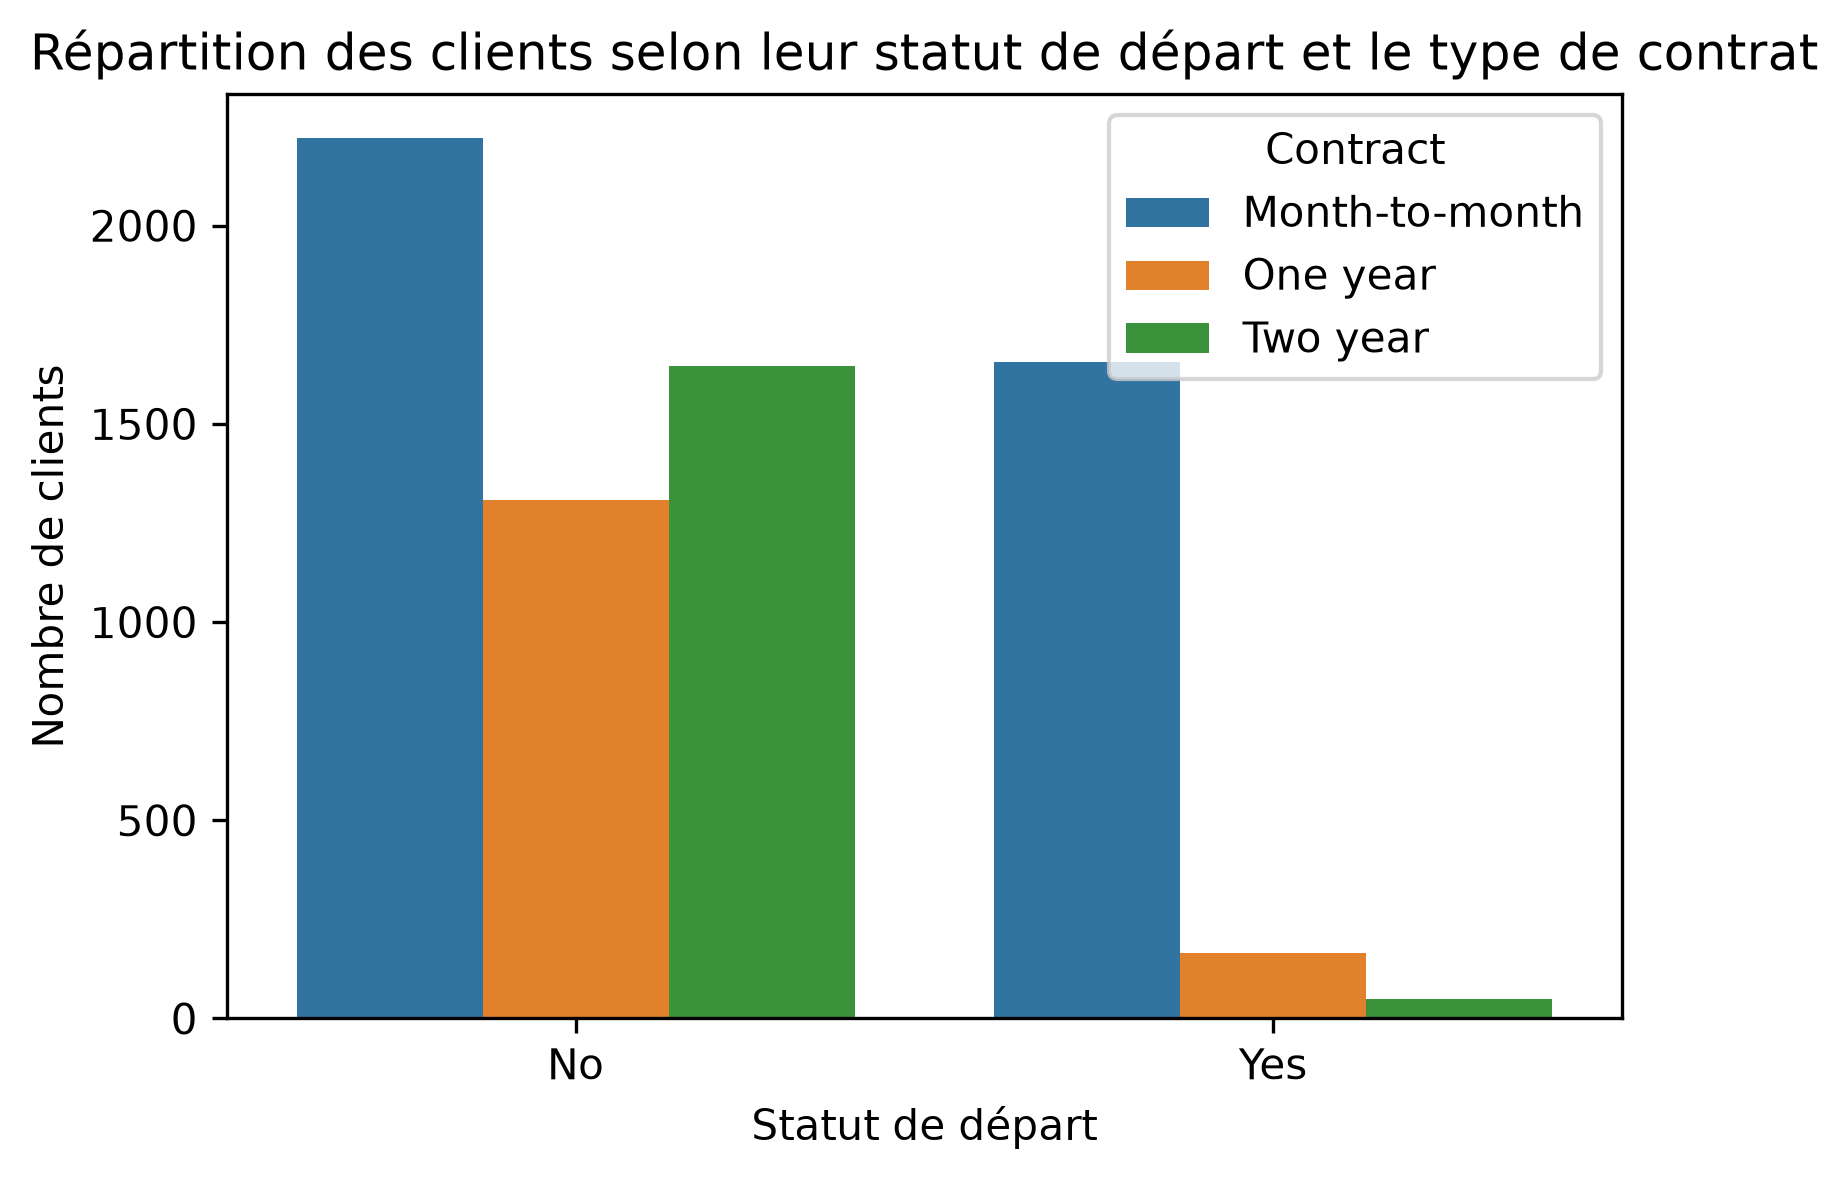 Répartition des clients selon leur statut de départ et le type de contrat
Contract
Month-to-month
One year
Two year
Nombre de clients
2000
1500
1000
500
0
No
Yes
Statut de départ